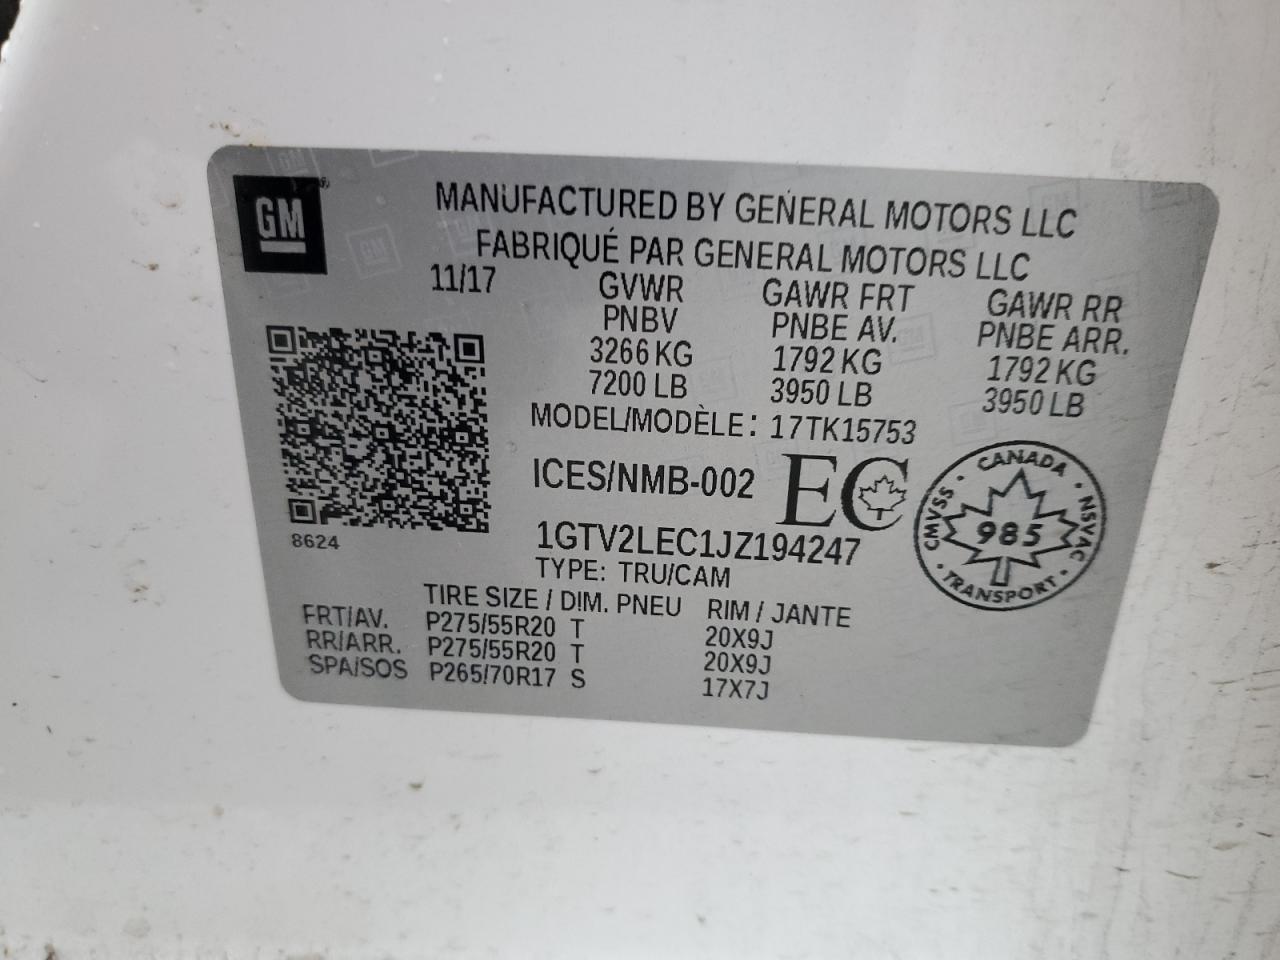 GM
MANUFACTURED BY GENERAL MOTORS LLC
FABRIQUÉ PAR GENERAL MOTORS LLC
11/17
GVWR GAWR FRT GAWR RR
PNBV PNBE AV. PNBE ARR.
3266 KG 1792 KG 1792 KG
7200 LB 3950 LB 3950 LB
MODEL/MODÈLE: 17TK15753
ICES/NMB-002 EC
CANADA
CMVSS · NSVAC
985
· TRANSPORT ·
8624
1GTV2LEC1JZ194247
TYPE: TRU/CAM
TIRE SIZE / DIM. PNEU RIM / JANTE
FRT/AV. P275/55R20 T 20X9J
RR/ARR. P275/55R20 T 20X9J
SPA/SOS P265/70R17 S 17X7J